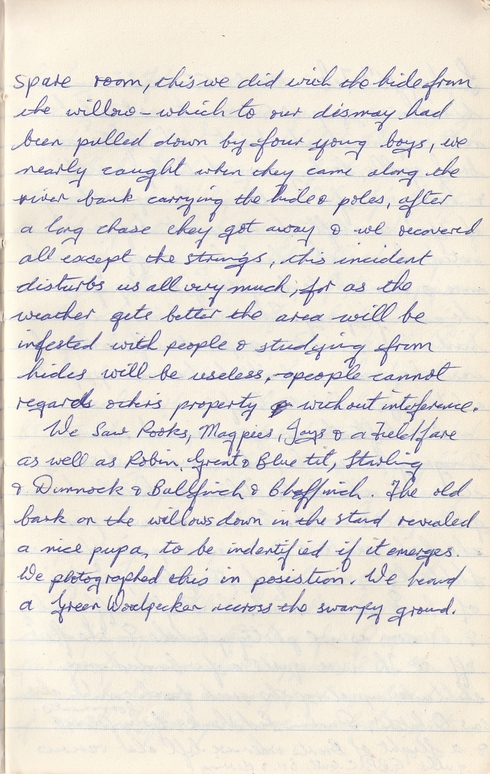 spare room, this we did with the hide from
the willow - which to our dismay had
been pulled down by four young boys, we
nearly caught when they came along the
river bank carrying the hide & poles, after
a long chase they got away & we recovered
all except the strings, this incident
disturbs us all very much, for as the
weather gets better the area will be
infested with people & studying from
hides will be useless, - people cannot
regards others property without interference.
We Saw Rooks, Magpies, Jays & a Fieldfare
as well as Robin, Great & Blue tit, Starling
& Dunnock & Bullfinch & Chaffinch. The old
bark on the willows down in the stand revealed
a nice pupa, to be indentified if it emerges.
We photographed this in posistion. We heard
a Green Woodpecker accross the swampy ground.